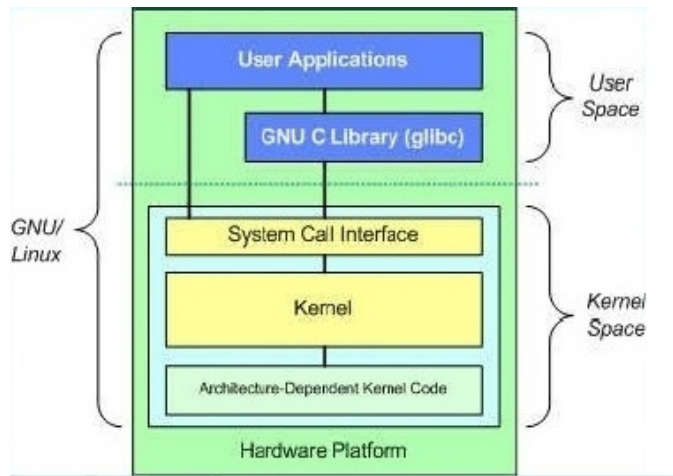 User Applications
User
Space
GNU C Library (glibc)
GNU/
Linux
System Call Interface
Kernel
Kernel
Space
Architecture-Dependent Kernel Code
Hardware Platform